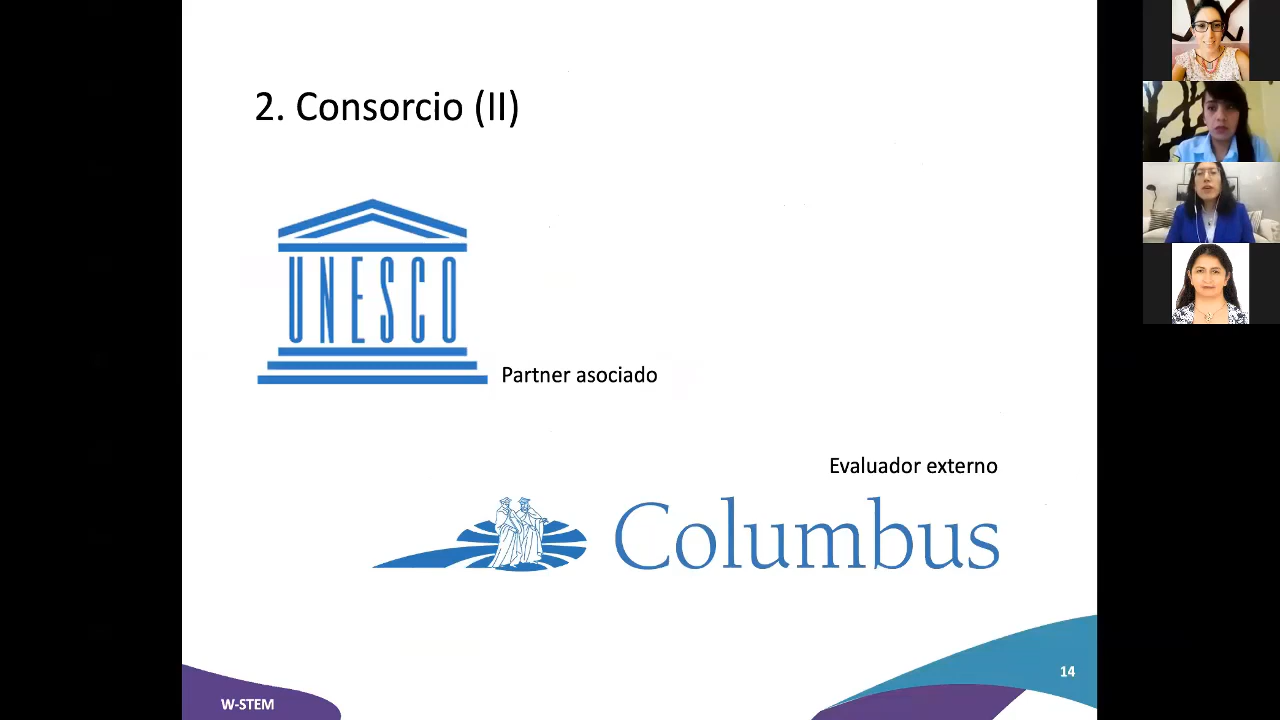 2. Consorcio (II)
UNESCO
Partner asociado
Evaluador externo
Columbus
14
W-STEM